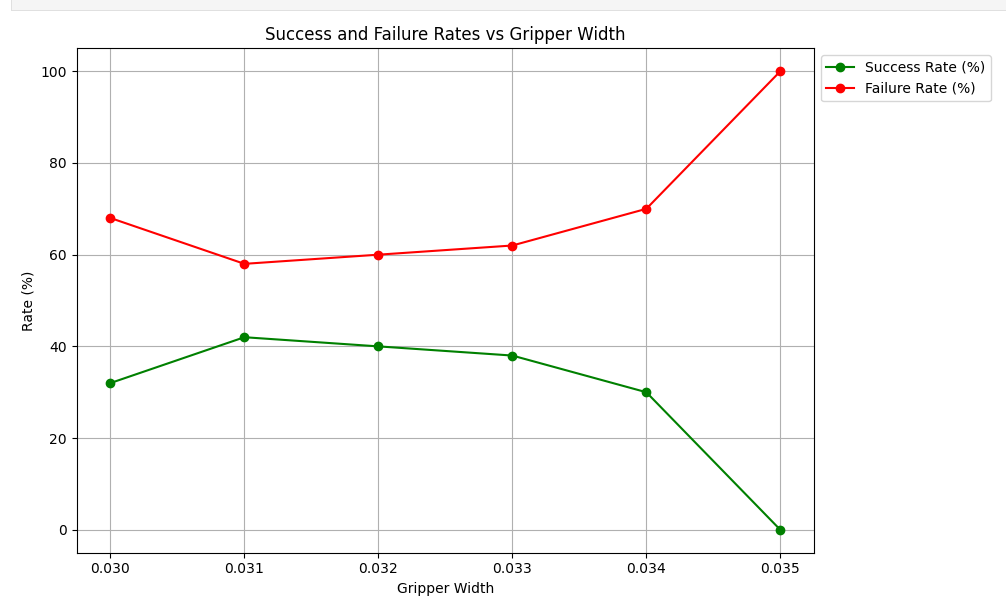 Success and Failure Rates vs Gripper Width
Success Rate (%)
Failure Rate (%)
100
80
60
40
20
0
Rate (%)
0.030 0.031 0.032 0.033 0.034 0.035
Gripper Width